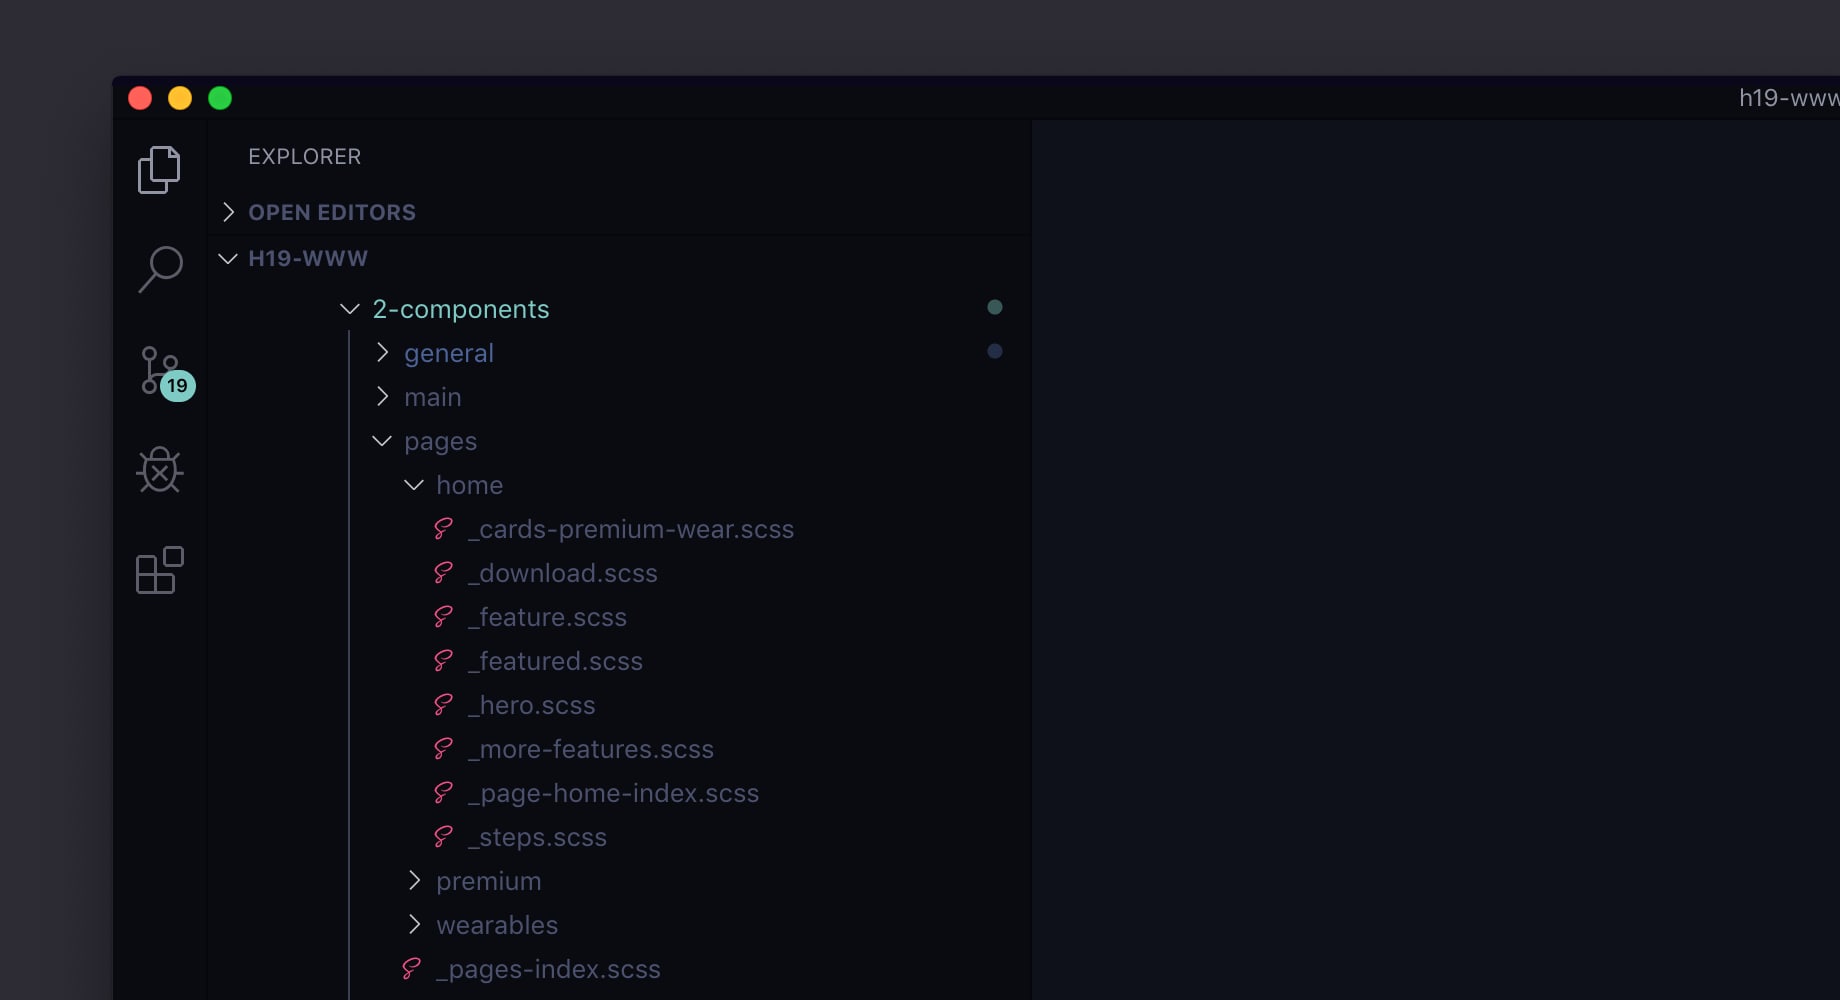 h19-www
EXPLORER
OPEN EDITORS
H19-WWW
2-components
general
main
19
pages
home
_cards-premium-wear.scss
_download.scss
_feature.scss
_featured.scss
_hero.scss
_more-features.scss
_page-home-index.scss
_steps.scss
premium
wearables
_pages-index.scss